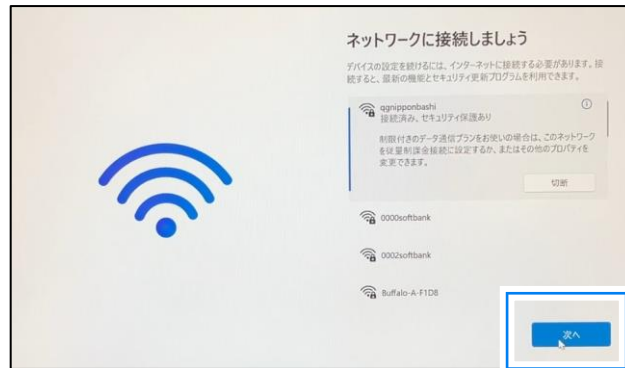 ネットワークに接続しましょう
デバイスの設定を続けるには、インターネットに接続する必要があります。接
続すると、最新の機能とセキュリティ更新プログラムを利用できます。
qgnipponbashi
接続済み、セキュリティ保護あり
制限付きのデータ通信プランをお使いの場合は、このネットワーク
を従量制課金接続に設定するか、またはその他のプロパティを
変更できます。
切断
0000softbank
0002softbank
Buffalo-A-F1D8
次へ